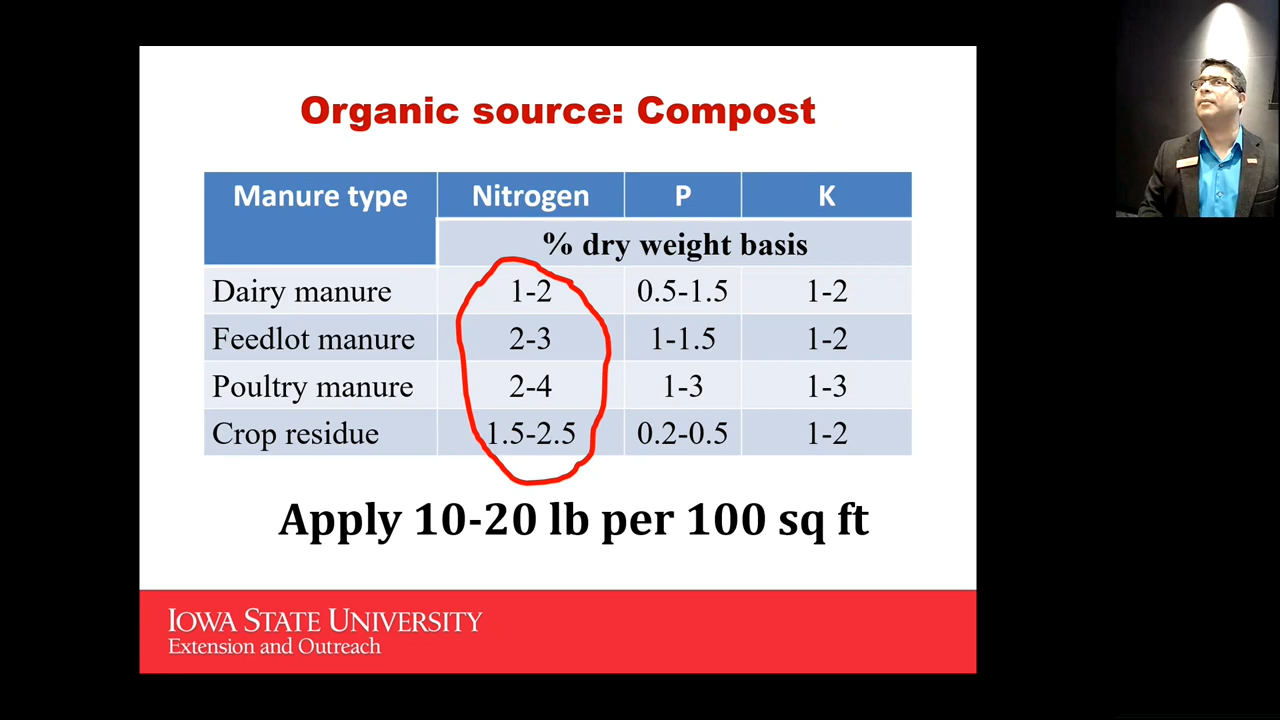 Organic source: Compost
Manure type Nitrogen P K
% dry weight basis
Dairy manure 1-2 0.5-1.5 1-2
Feedlot manure 2-3 1-1.5 1-2
Poultry manure 2-4 1-3 1-3
Crop residue 1.5-2.5 0.2-0.5 1-2
Apply 10-20 lb per 100 sq ft
IOWA STATE UNIVERSITY
Extension and Outreach